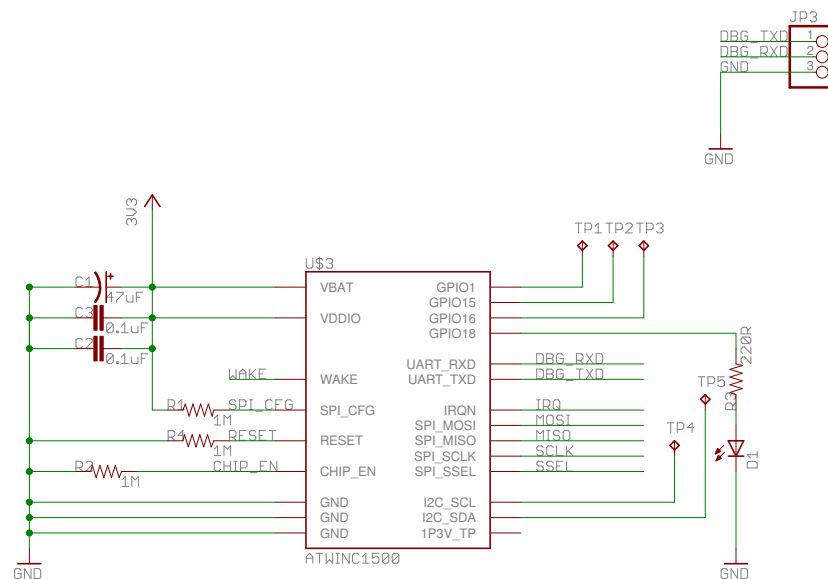 JP3
DBG_TXD 1
DBG_RXD 2
GND 3
GND
3V3
TP1 TP2 TP3
U$3
C1 + 47uF
VBAT GPIO1
GPIO15
C3 0.1uF
VDDIO GPIO16
GPIO18
C2 0.1uF
220R
R3
UART_RXD DBG_RXD
WAKE WAKE UART_TXD DBG_TXD
TP5
R1 1M SPI_CFG SPI_CFG IRQN IRQ
SPI_MOSI MOSI
TP4
R4 1M RESET RESET SPI_MISO MISO
SPI_SCLK SCLK
D1
R2 1M CHIP_EN CHIP_EN SPI_SSEL SSEL
GND I2C_SCL
GND I2C_SDA
GND 1P3V_TP
ATWINC1500
GND GND